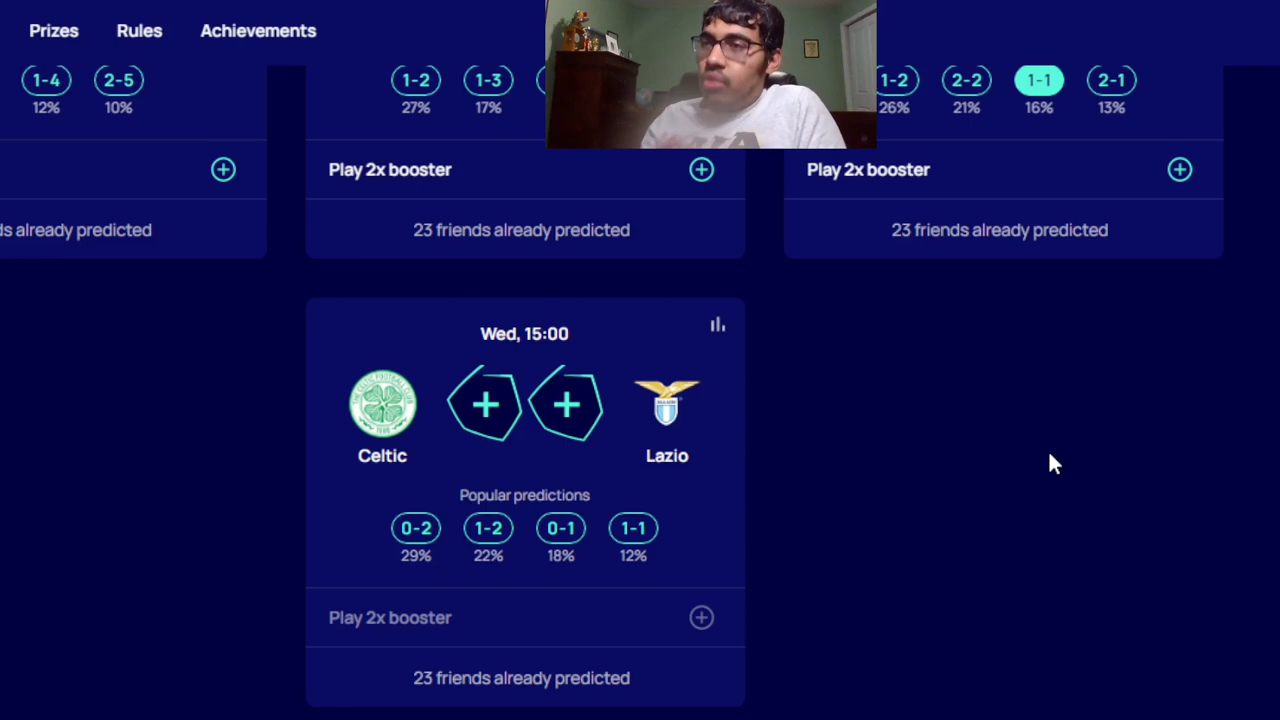 Prizes Rules Achievements
1-4 2-5 1-2 1-3 1-2 2-2 1-1 2-1
12% 10% 27% 17% 26% 21% 16% 13%
Play 2x booster Play 2x booster
already predicted 23 friends already predicted 23 friends already predicted
Wed, 15:00
Celtic Lazio
Popular predictions
0-2 1-2 0-1 1-1
29% 22% 18% 12%
Play 2x booster
23 friends already predicted